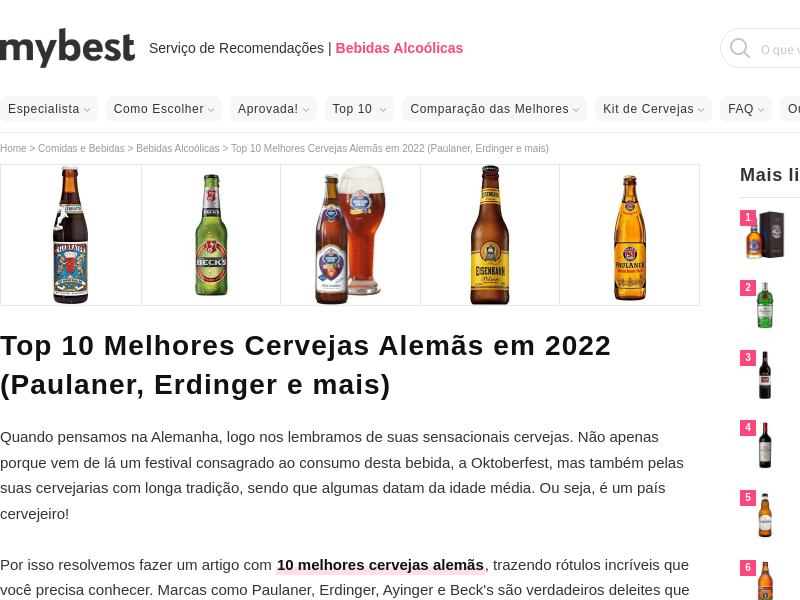 mybest Serviço de Recomendações | Bebidas Alcoólicas
O que v
Especialista Como Escolher Aprovada! Top 10 Comparação das Melhores Kit de Cervejas FAQ Ou
Home > Comidas e Bebidas > Bebidas Alcoólicas > Top 10 Melhores Cervejas Alemãs em 2022 (Paulaner, Erdinger e mais)
Mais li
BECK'S
EISENBAHN
Pilsen
PAULANER
1
2
3
4
5
6
Top 10 Melhores Cervejas Alemãs em 2022
(Paulaner, Erdinger e mais)
Quando pensamos na Alemanha, logo nos lembramos de suas sensacionais cervejas. Não apenas
porque vem de lá um festival consagrado ao consumo desta bebida, a Oktoberfest, mas também pelas
suas cervejarias com longa tradição, sendo que algumas datam da idade média. Ou seja, é um país
cervejeiro!
Por isso resolvemos fazer um artigo com 10 melhores cervejas alemãs, trazendo rótulos incríveis que
você precisa conhecer. Marcas como Paulaner, Erdinger, Ayinger e Beck's são verdadeiros deleites que